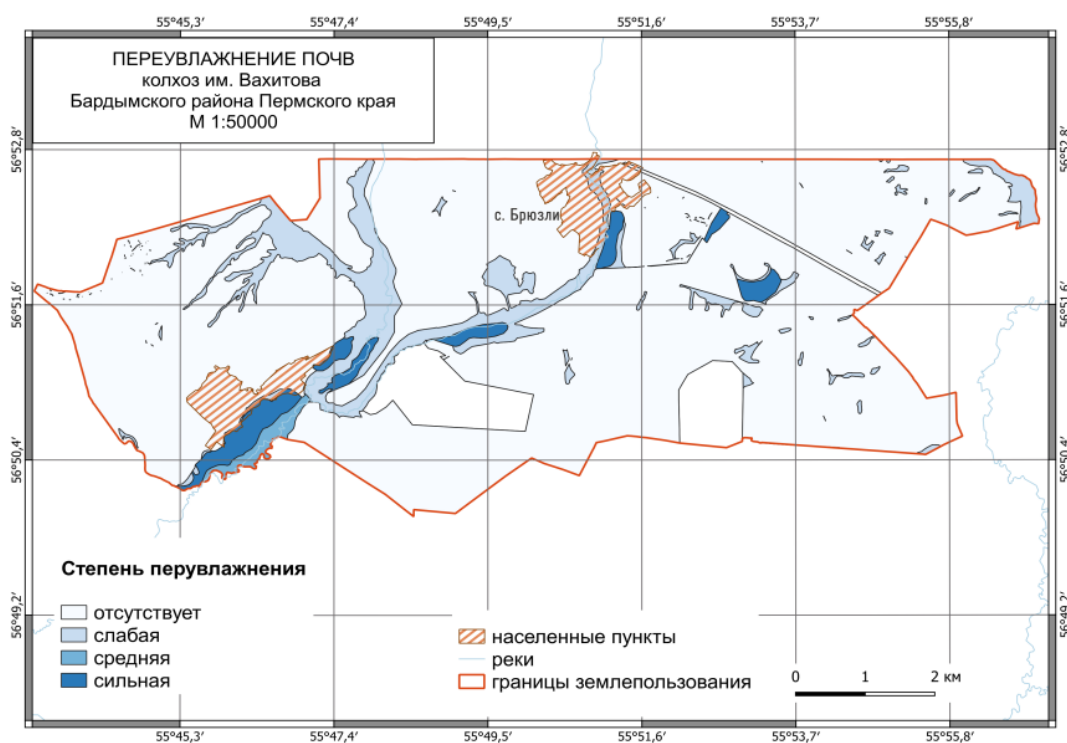 55°45,3′ 55°47,4′ 55°49,5′ 55°51,6′ 55°53,7′ 55°55,8′
ПЕРЕУВЛАЖНЕНИЕ ПОЧВ
колхоз им. Вахитова
Бардымского района Пермского края
М 1:50000
56°52,8′ 56°52,8′
с. Брюзли
56°51,6′ 56°51,6′
56°50,4′ 56°50,4′
Степень перувлажнения
отсутствует
слабая
средняя
сильная
56°49,2′ 56°49,2′
населенные пункты
реки
границы землепользования
0 1 2 км
55°45,3′ 55°47,4′ 55°49,5′ 55°51,6′ 55°53,7′ 55°55,8′